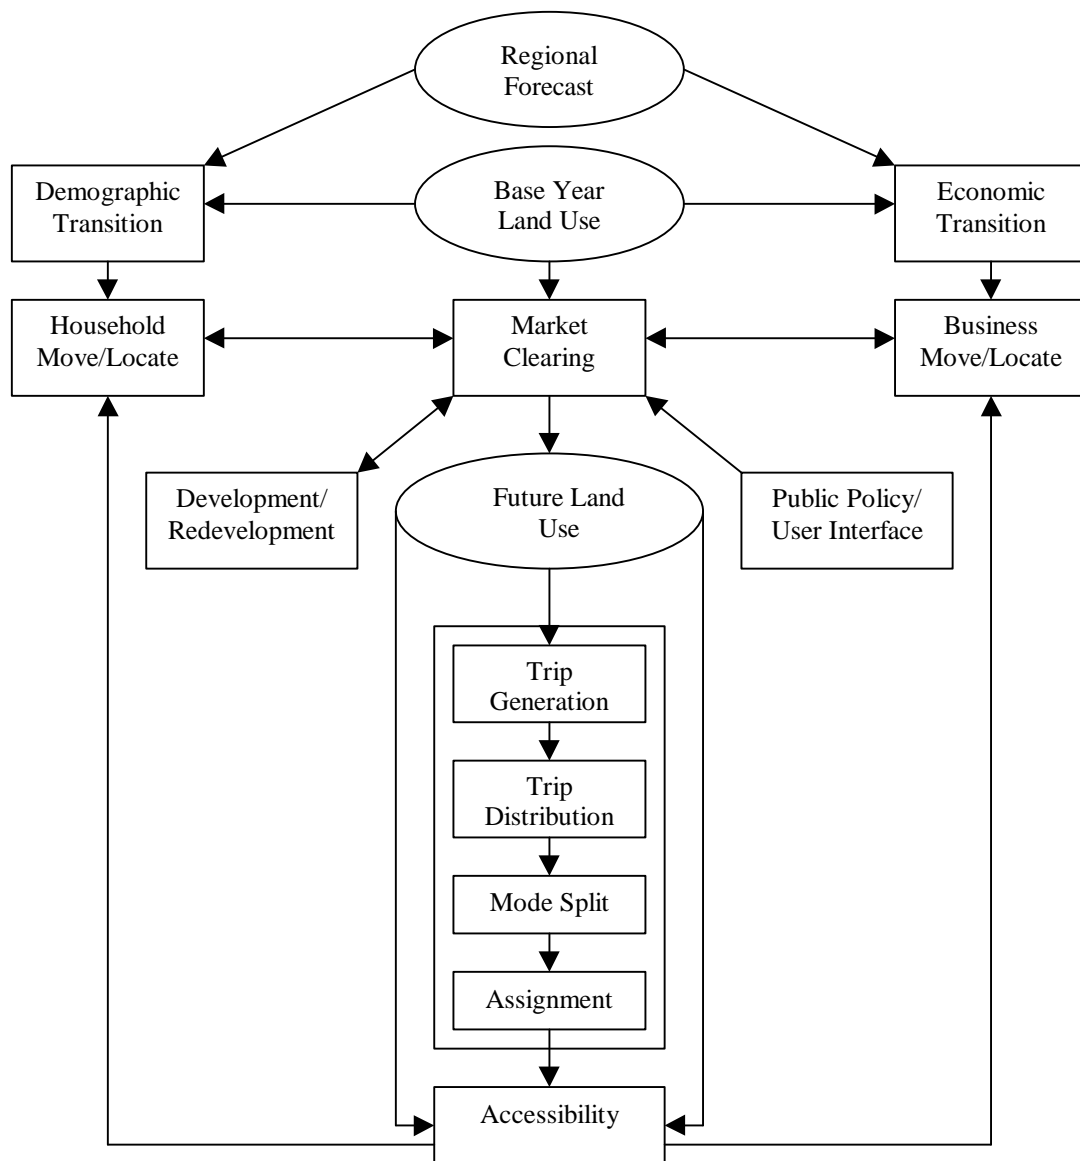 Regional
Forecast
Demographic
Transition
Base Year
Land Use
Economic
Transition
Household
Move/Locate
Market
Clearing
Business
Move/Locate
Development/
Redevelopment
Future Land
Use
Public Policy/
User Interface
Trip
Generation
Trip
Distribution
Mode Split
Assignment
Accessibility